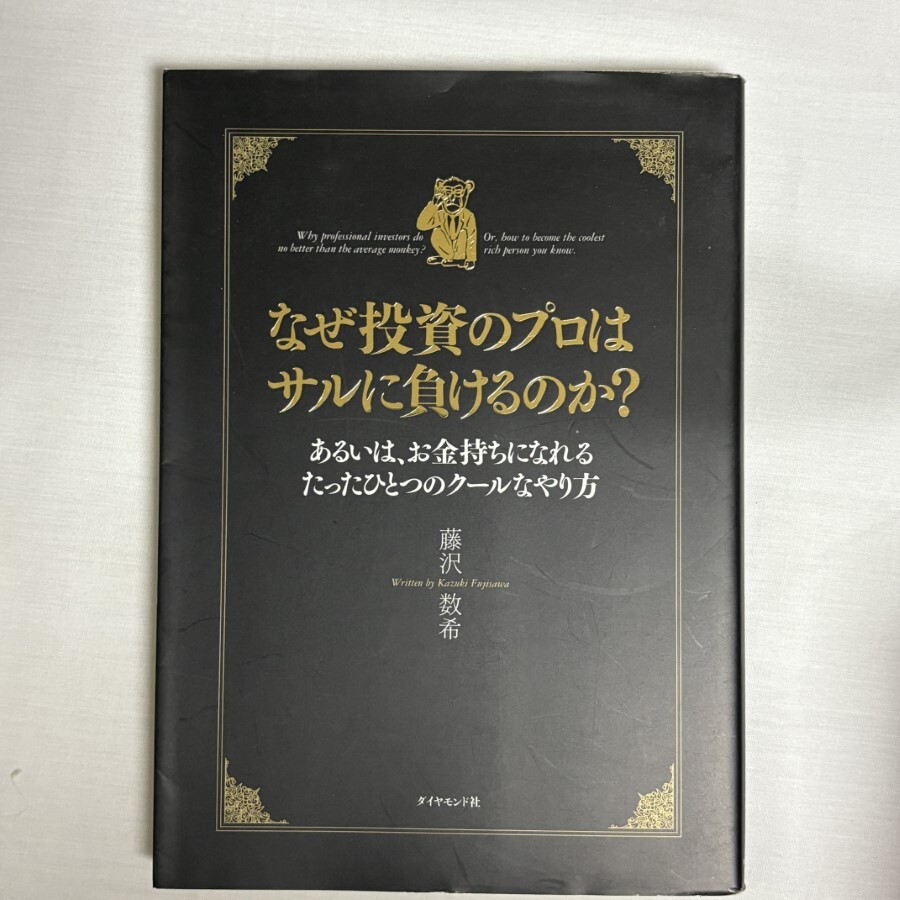 Why professional investors do
no better than the average monkey?
Or, how to become the coolest
rich person you know.
なぜ投資のプロは
サルに負けるのか?
あるいは、お金持ちになれる
たったひとつのクールなやり方
藤沢
Written by Kazuki Fujisawa
数希
ダイヤモンド社